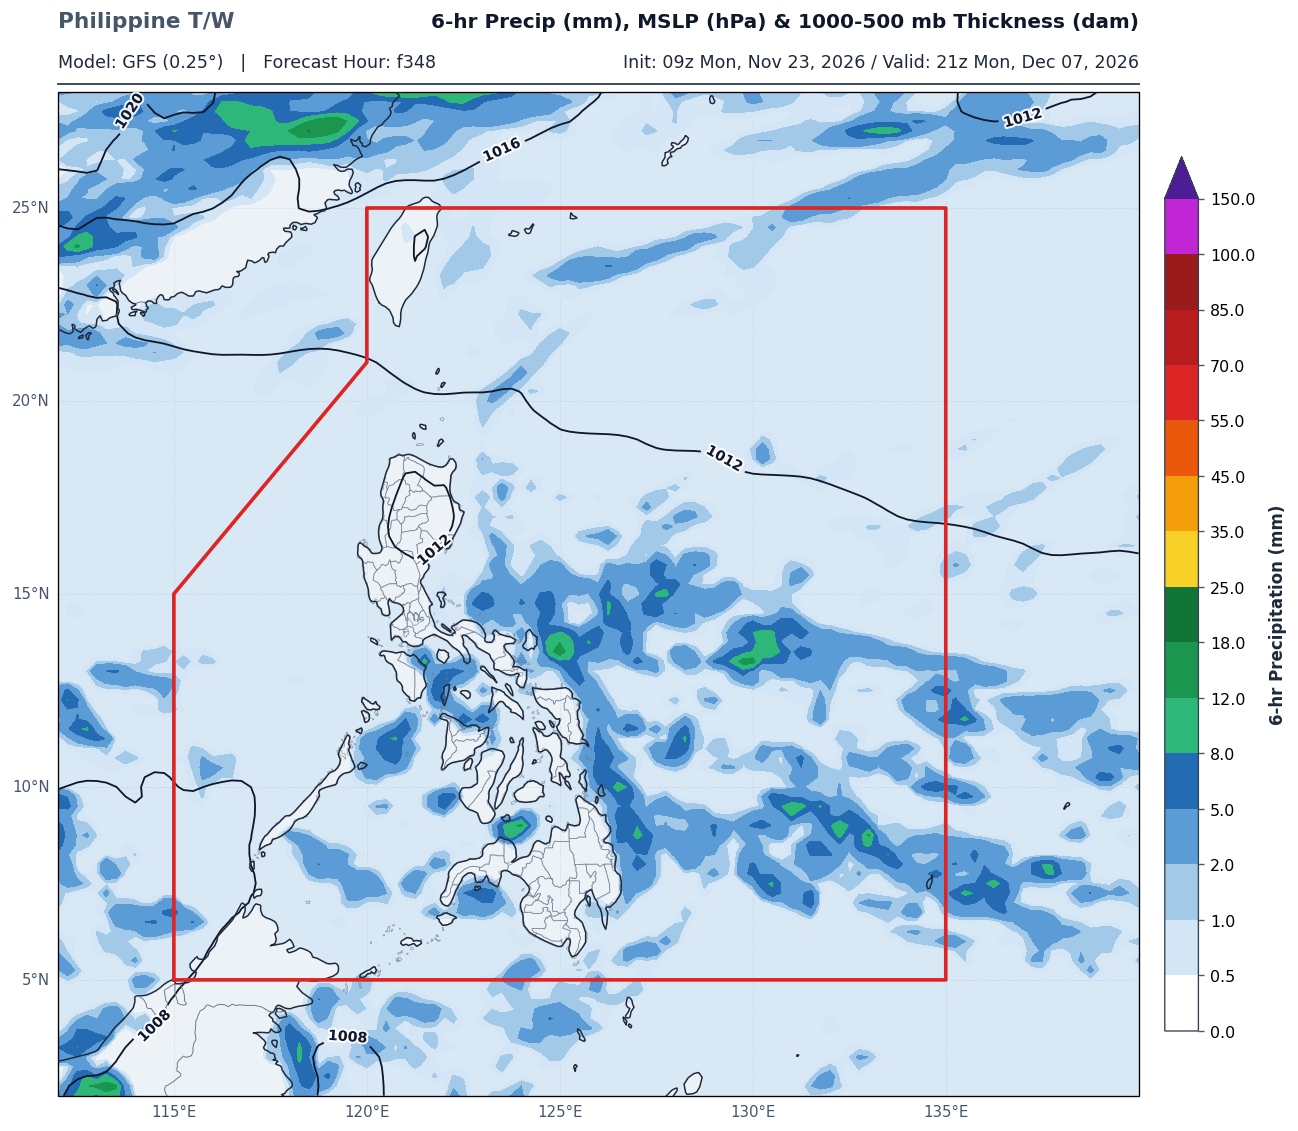 Philippine T/W
6-hr Precip (mm), MSLP (hPa) & 1000-500 mb Thickness (dam)
Model: GFS (0.25°) | Forecast Hour: f348
Init: 09z Mon, Nov 23, 2026 / Valid: 21z Mon, Dec 07, 2026
1020
1016
1012
1012
1012
1008
1008
25°N
20°N
15°N
10°N
5°N
115°E
120°E
125°E
130°E
135°E
150.0
100.0
85.0
70.0
55.0
45.0
35.0
25.0
18.0
12.0
8.0
5.0
2.0
1.0
0.5
0.0
6-hr Precipitation (mm)